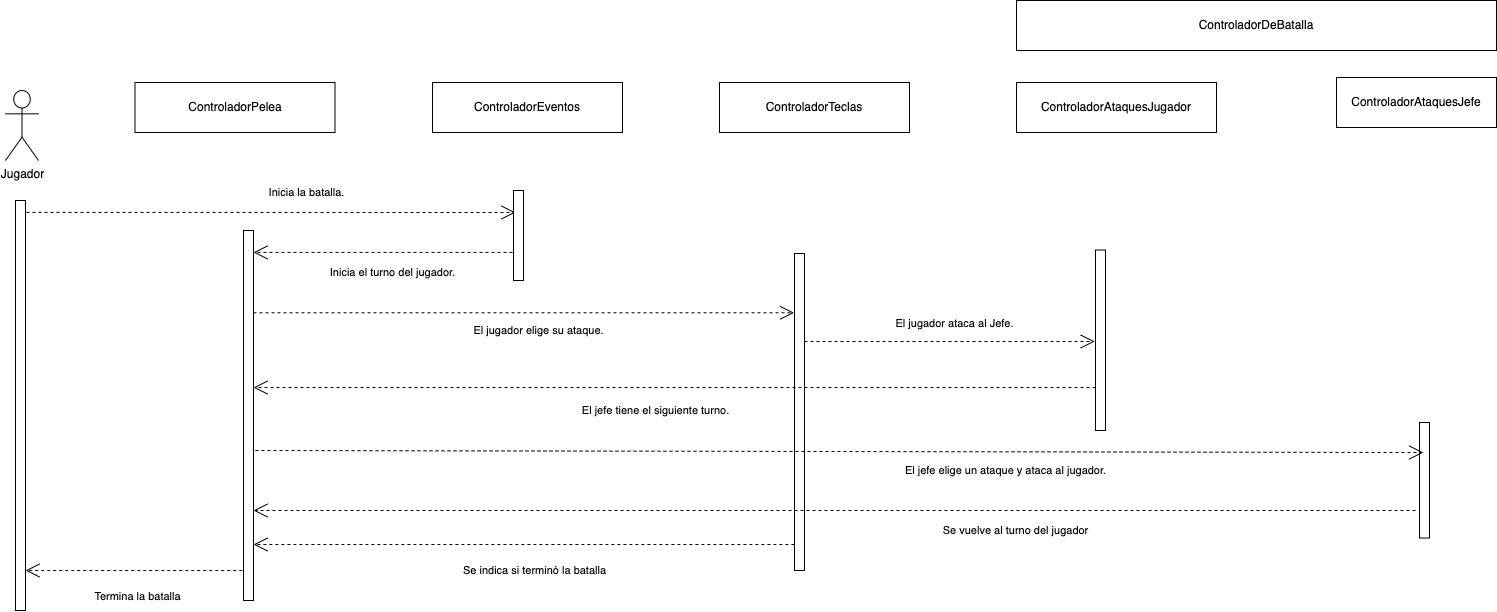 ControladorDeBatalla
ControladorPelea
ControladorEventos
ControladorTeclas
ControladorAtaquesJugador
ControladorAtaquesJefe
Jugador
Inicia la batalla.
Inicia el turno del jugador.
El jugador elige su ataque.
El jugador ataca al Jefe.
El jefe tiene el siguiente turno.
El jefe elige un ataque y ataca al jugador.
Se vuelve al turno del jugador
Se indica si terminó la batalla
Termina la batalla